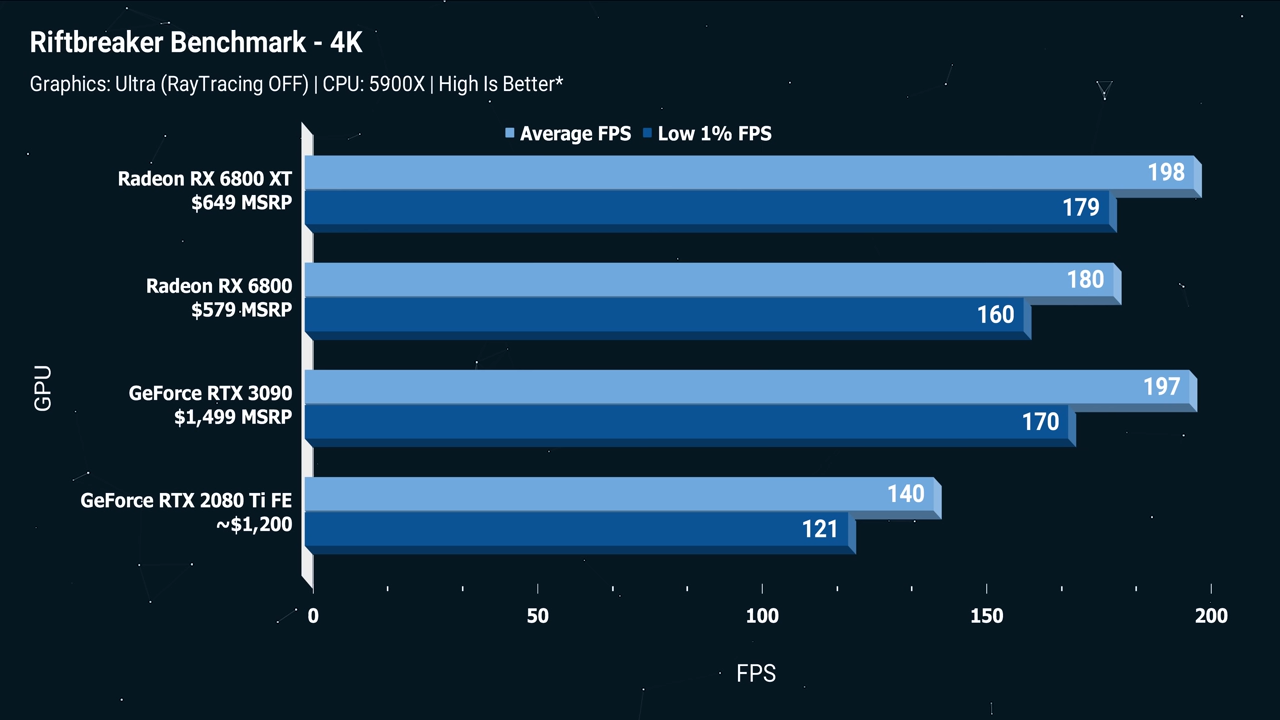 Riftbreaker Benchmark - 4K
Graphics: Ultra (RayTracing OFF) | CPU: 5900X | High Is Better*
Average FPS Low 1% FPS
Radeon RX 6800 XT
$649 MSRP
198
179
Radeon RX 6800
$579 MSRP
180
160
GeForce RTX 3090
$1,499 MSRP
197
170
GeForce RTX 2080 Ti FE
~$1,200
140
121
GPU
0 50 100 150 200
FPS